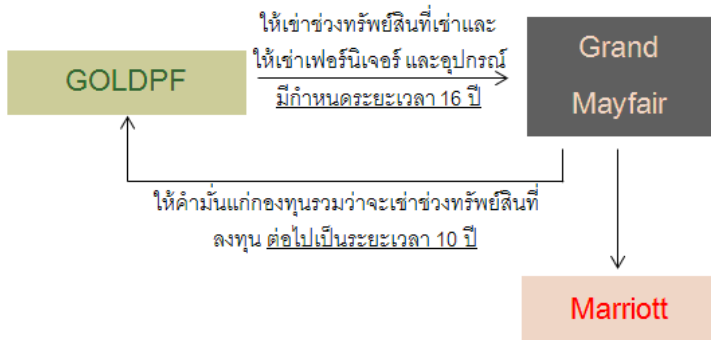 GOLDPF
ให้เช่าช่วงทรัพย์สินที่เช่าและ
ให้เช่าเฟอร์นิเจอร์ และอุปกรณ์
มีกำหนดระยะเวลา 16 ปี
Grand
Mayfair
ให้คำมั่นแก่กองทุนรวมว่าจะเช่าช่วงทรัพย์สินที่
ลงทุน ต่อไปเป็นระยะเวลา 10 ปี
Marriott